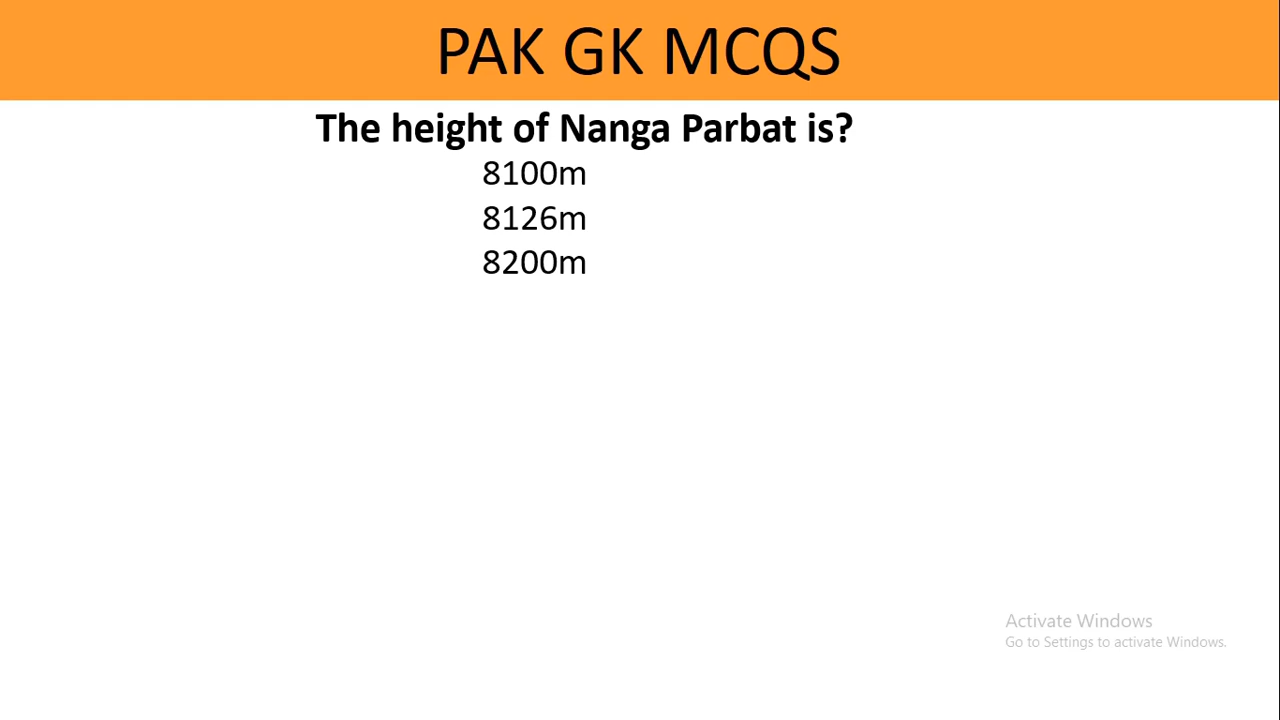 PAK GK MCQS
The height of Nanga Parbat is?
8100m
8126m
8200m
Activate Windows
Go to Settings to activate Windows.